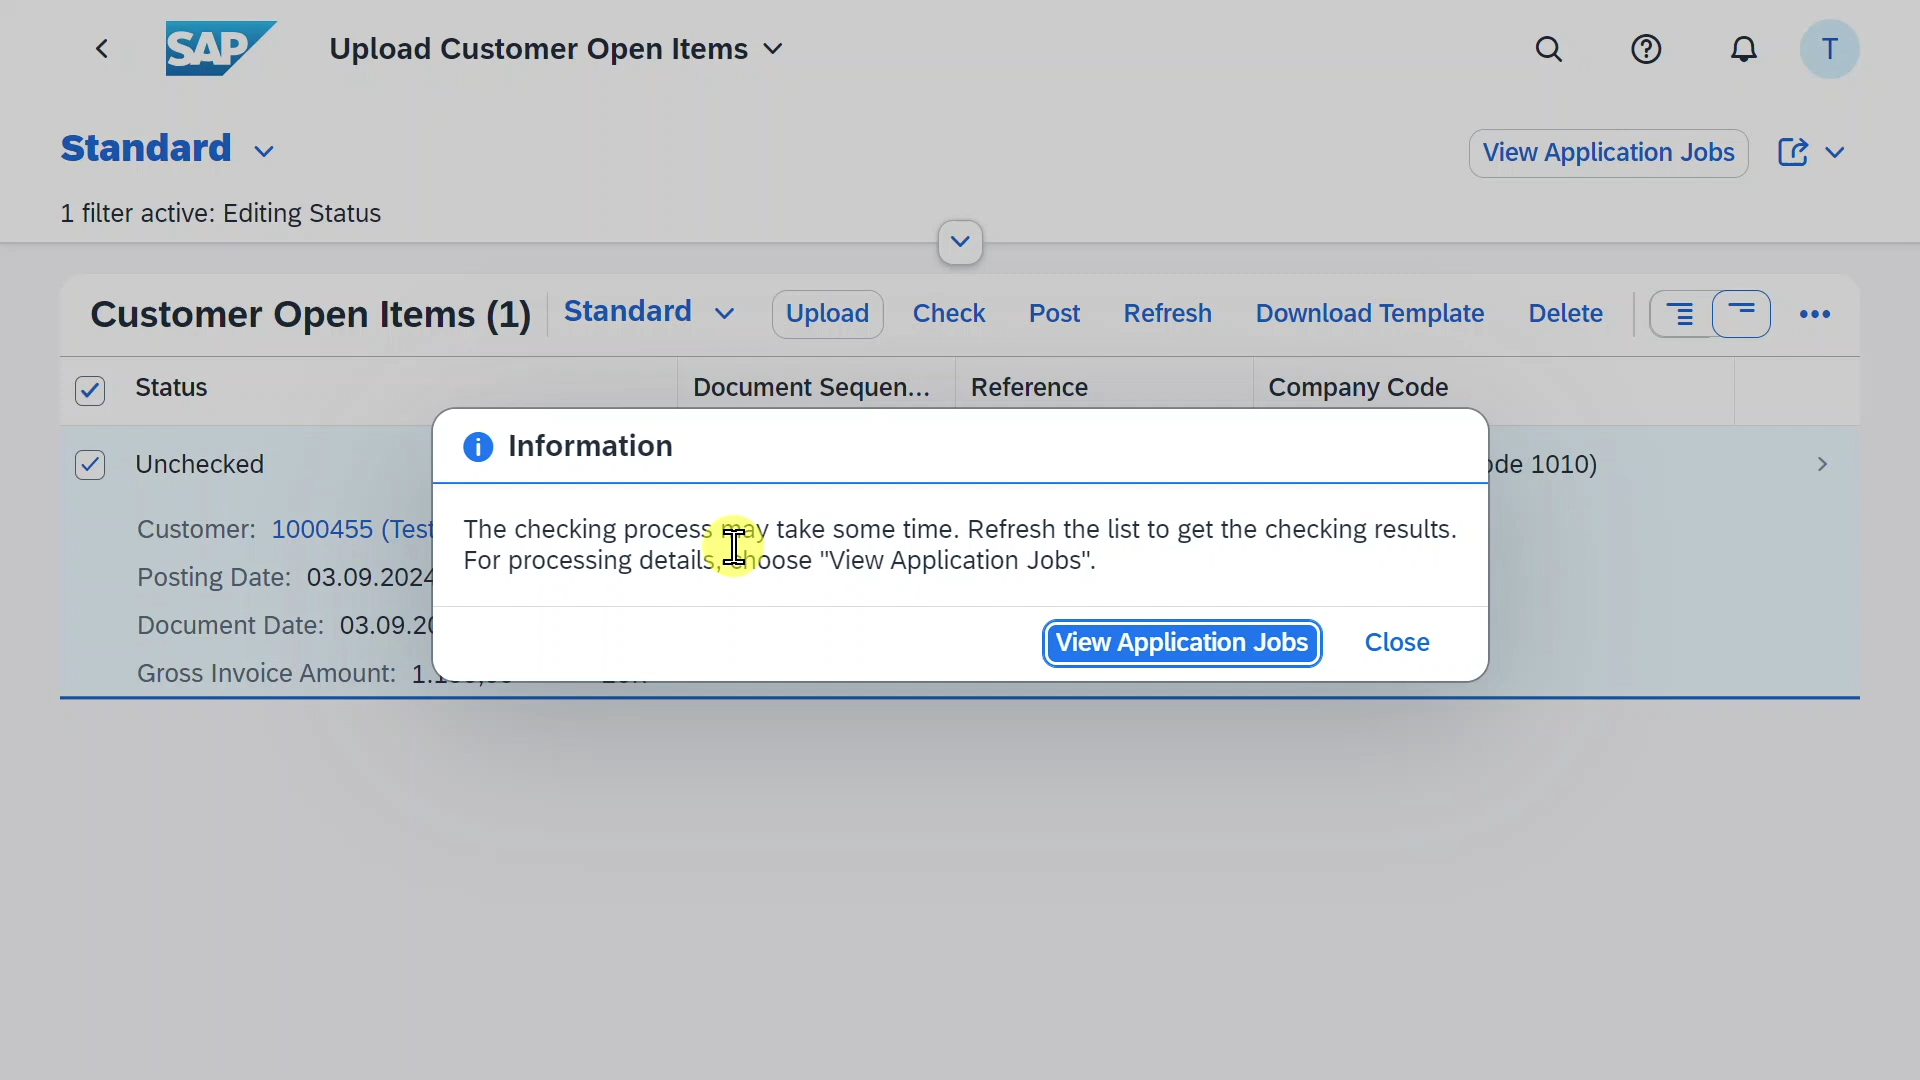 SAP
Upload Customer Open Items
T
Standard
View Application Jobs
1 filter active: Editing Status
Customer Open Items (1)
Standard
Upload
Check
Post
Refresh
Download Template
Delete
Status
Document Sequen...
Reference
Company Code
Information
Unchecked
1010)
The checking process may take some time. Refresh the list to get the checking results.
For processing details, choose "View Application Jobs".
Customer: 1000455 (Test
Posting Date: 03.09.2024
Document Date: 03.09.20
View Application Jobs
Close
Gross Invoice Amount: